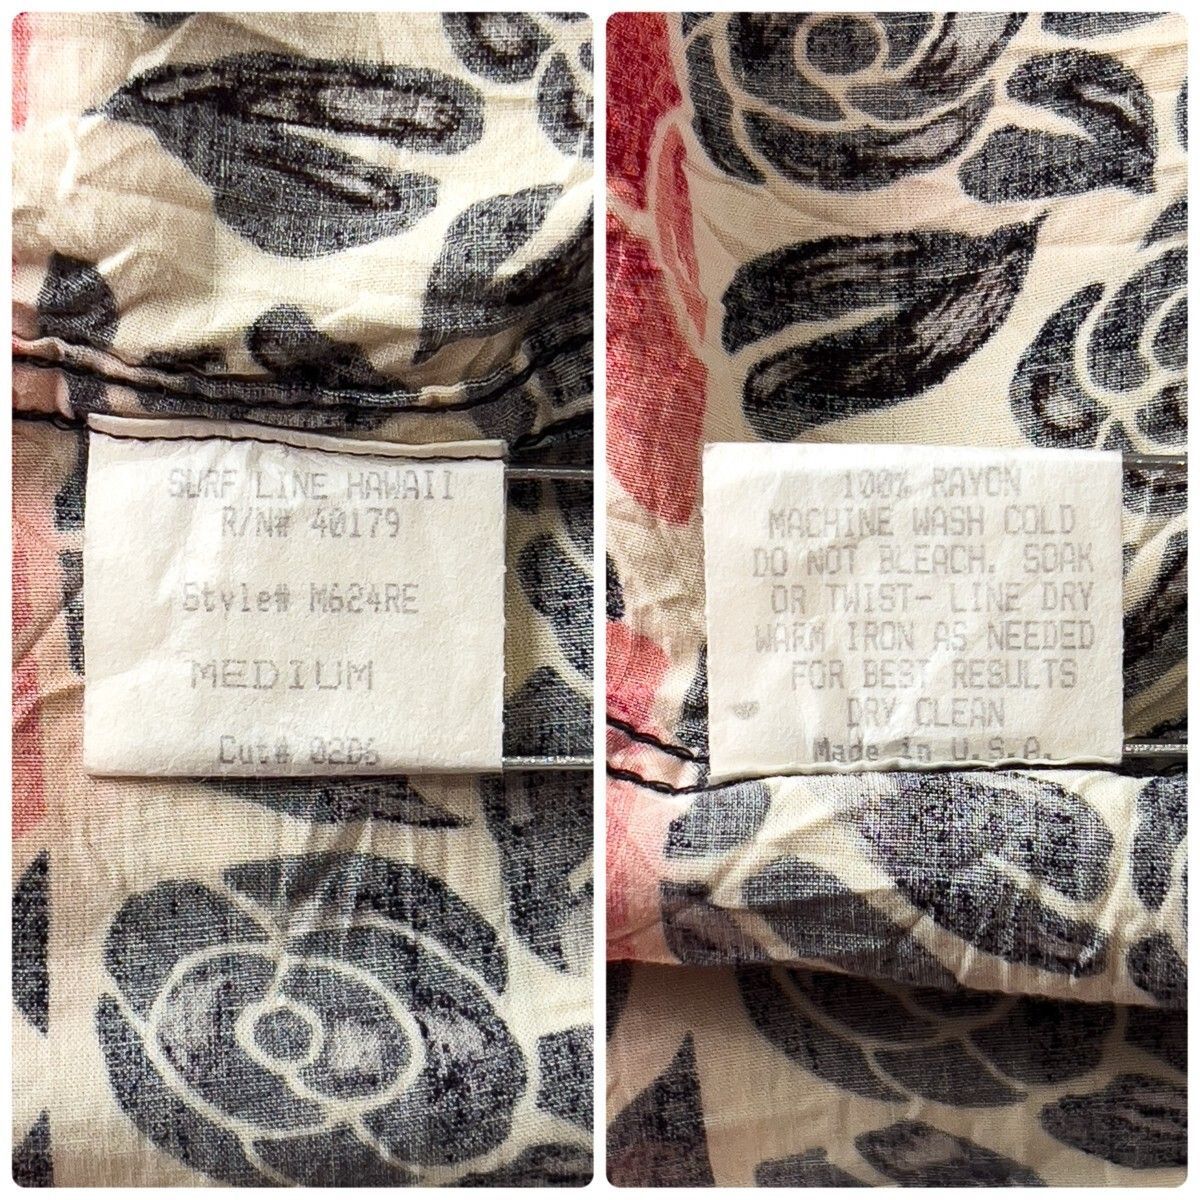 SURF LINE HAWAII
R/N# 40179
Style# M624RE
MEDIUM
Cut# 02D6
100% RAYON
MACHINE WASH COLD
DO NOT BLEACH, SOAK
OR TWIST- LINE DRY
WARM IRON AS NEEDED
FOR BEST RESULTS
DRY CLEAN
Made in U.S.A.